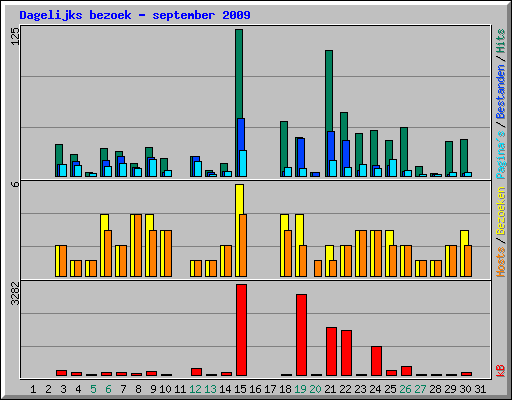 Dagelijks bezoek - september 2009
125
6
3282
Hosts / Bezoeken Pagina's / Bestanden / Hits
kB
1 2 3 4 5 6 7 8 9 10 11 12 13 14 15 16 17 18 19 20 21 22 23 24 25 26 27 28 29 30 31